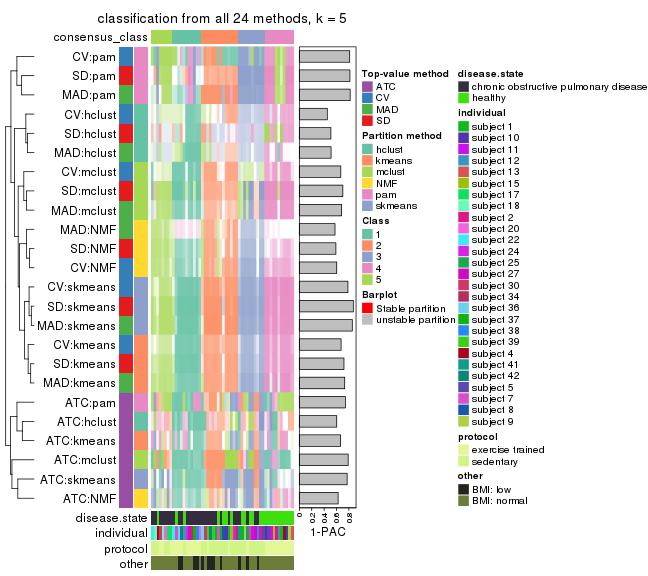 classification from all 24 methods, k = 5
consensus_class
CV:pam
SD:pam
MAD:pam
CV:hclust
SD:hclust
MAD:hclust
CV:mclust
SD:mclust
MAD:mclust
MAD:NMF
SD:NMF
CV:NMF
CV:skmeans
SD:skmeans
MAD:skmeans
CV:kmeans
SD:kmeans
MAD:kmeans
ATC:pam
ATC:hclust
ATC:kmeans
ATC:mclust
ATC:skmeans
ATC:NMF
disease.state
individual
protocol
other
0
0.2
0.4
0.6
0.8
1-PAC
Top-value method
ATC
CV
MAD
SD
Partition method
hclust
kmeans
mclust
NMF
pam
skmeans
Class
1
2
3
4
5
Barplot
Stable partition
unstable partition
disease.state
chronic obstructive pulmonary disease
healthy
individual
subject 1
subject 10
subject 11
subject 12
subject 13
subject 15
subject 17
subject 18
subject 2
subject 20
subject 22
subject 24
subject 25
subject 27
subject 30
subject 34
subject 36
subject 37
subject 38
subject 39
subject 4
subject 41
subject 42
subject 5
subject 7
subject 8
subject 9
protocol
exercise trained
sedentary
other
BMI: low
BMI: normal